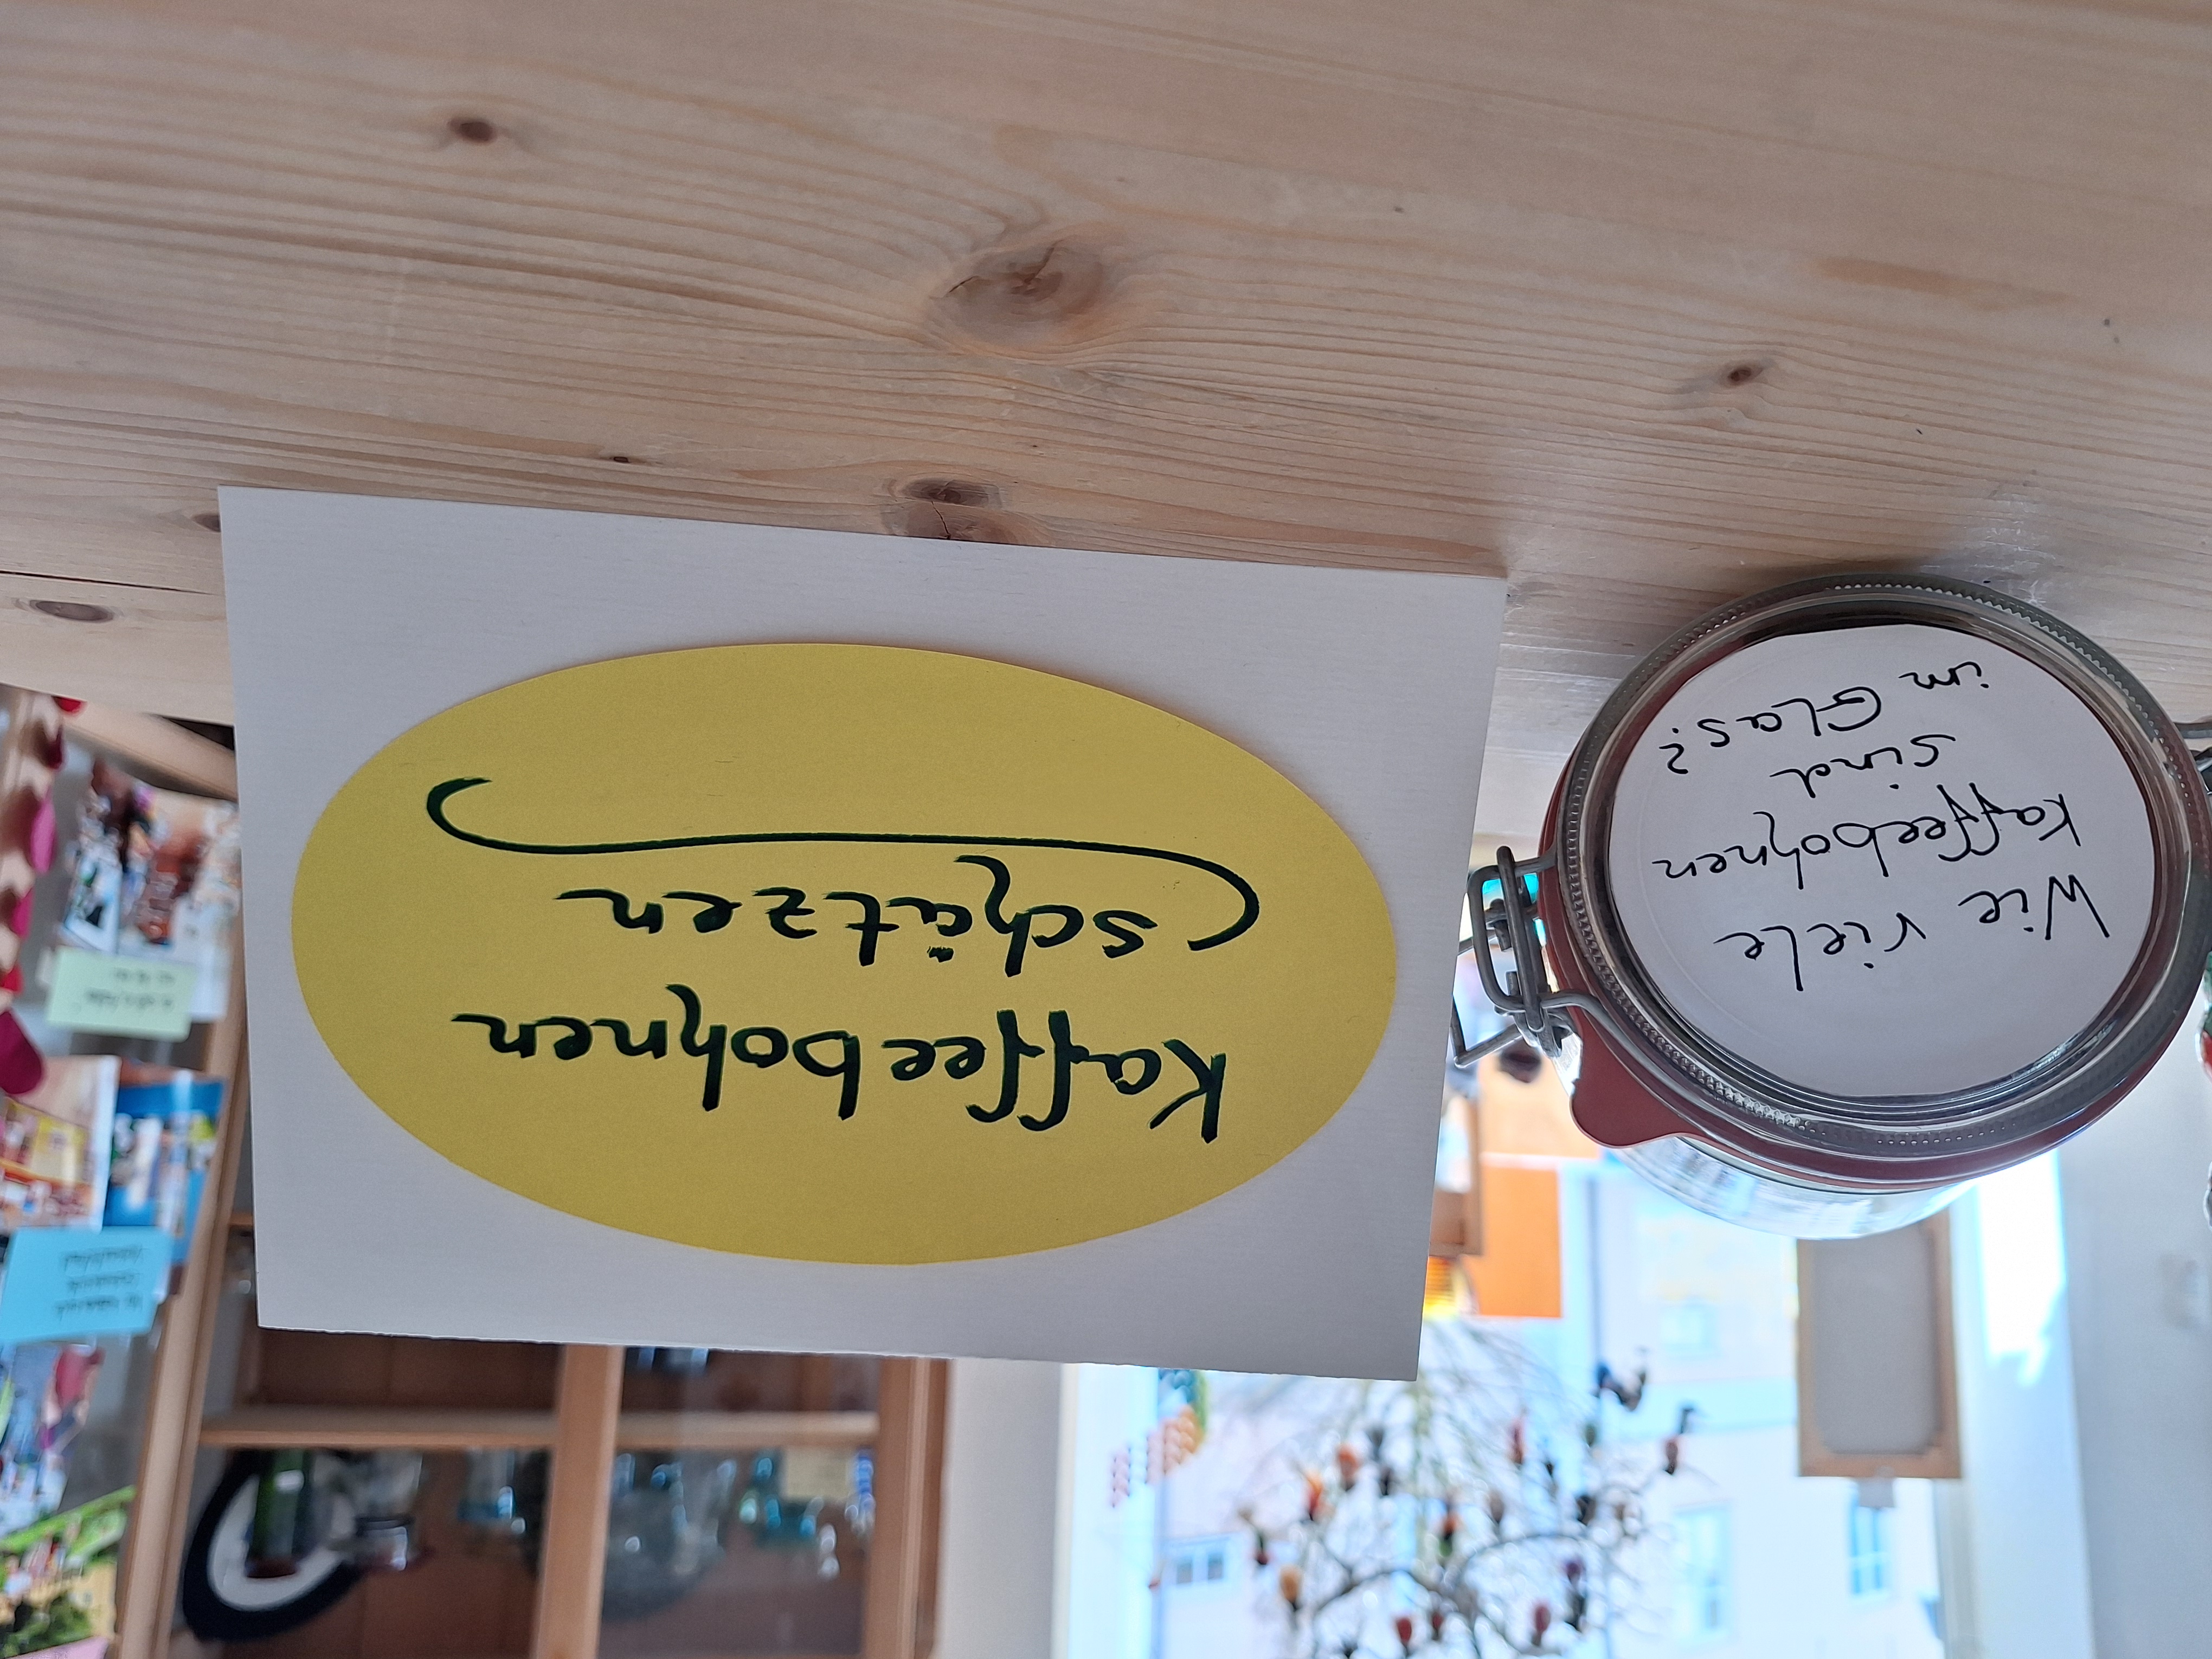 Kaffeebohnen
schätzen
Wie viele
Kaffeebohnen
sind
im Glas?